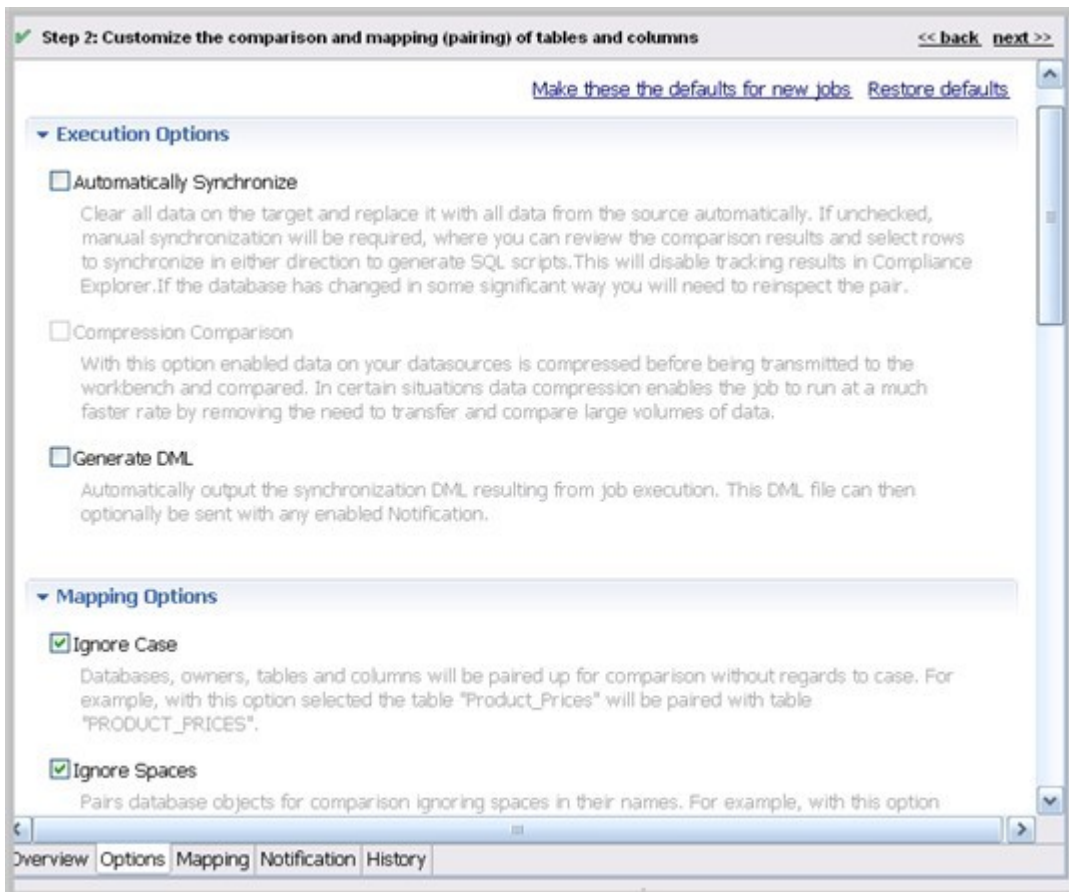 Step 2: Customize the comparison and mapping (pairing) of tables and columns << back next >>
Make these the defaults for new jobs Restore defaults
Execution Options
Automatically Synchronize
Clear all data on the target and replace it with all data from the source automatically. If unchecked,
manual synchronization will be required, where you can review the comparison results and select rows
to synchronize in either direction to generate SQL scripts.This will disable tracking results in Compliance
Explorer.If the database has changed in some significant way you will need to reinspect the pair.
Compression Comparison
With this option enabled data on your datasources is compressed before being transmitted to the
workbench and compared. In certain situations data compression enables the job to run at a much
faster rate by removing the need to transfer and compare large volumes of data.
Generate DML
Automatically output the synchronization DML resulting from job execution. This DML file can then
optionally be sent with any enabled Notification.
Mapping Options
Ignore Case
Databases, owners, tables and columns will be paired up for comparison without regards to case. For
example, with this option selected the table "Product_Prices" will be paired with table
"PRODUCT_PRICES".
Ignore Spaces
Pairs database objects for comparison ignoring spaces in their names. For example, with this option
Overview Options Mapping Notification History